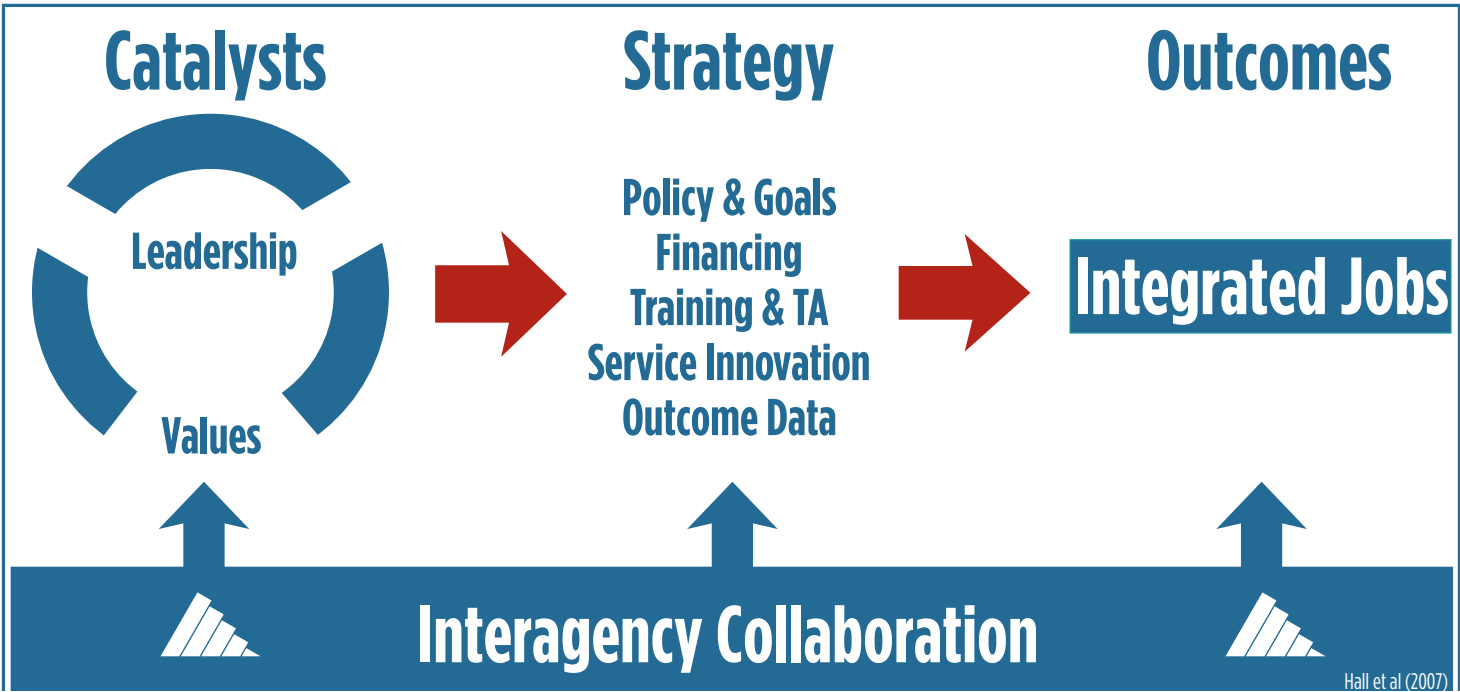 Catalysts
Leadership
Values
Strategy
Policy & Goals
Financing
Training & TA
Service Innovation
Outcome Data
Outcomes
Integrated Jobs
Interagency Collaboration
Hall et al (2007)